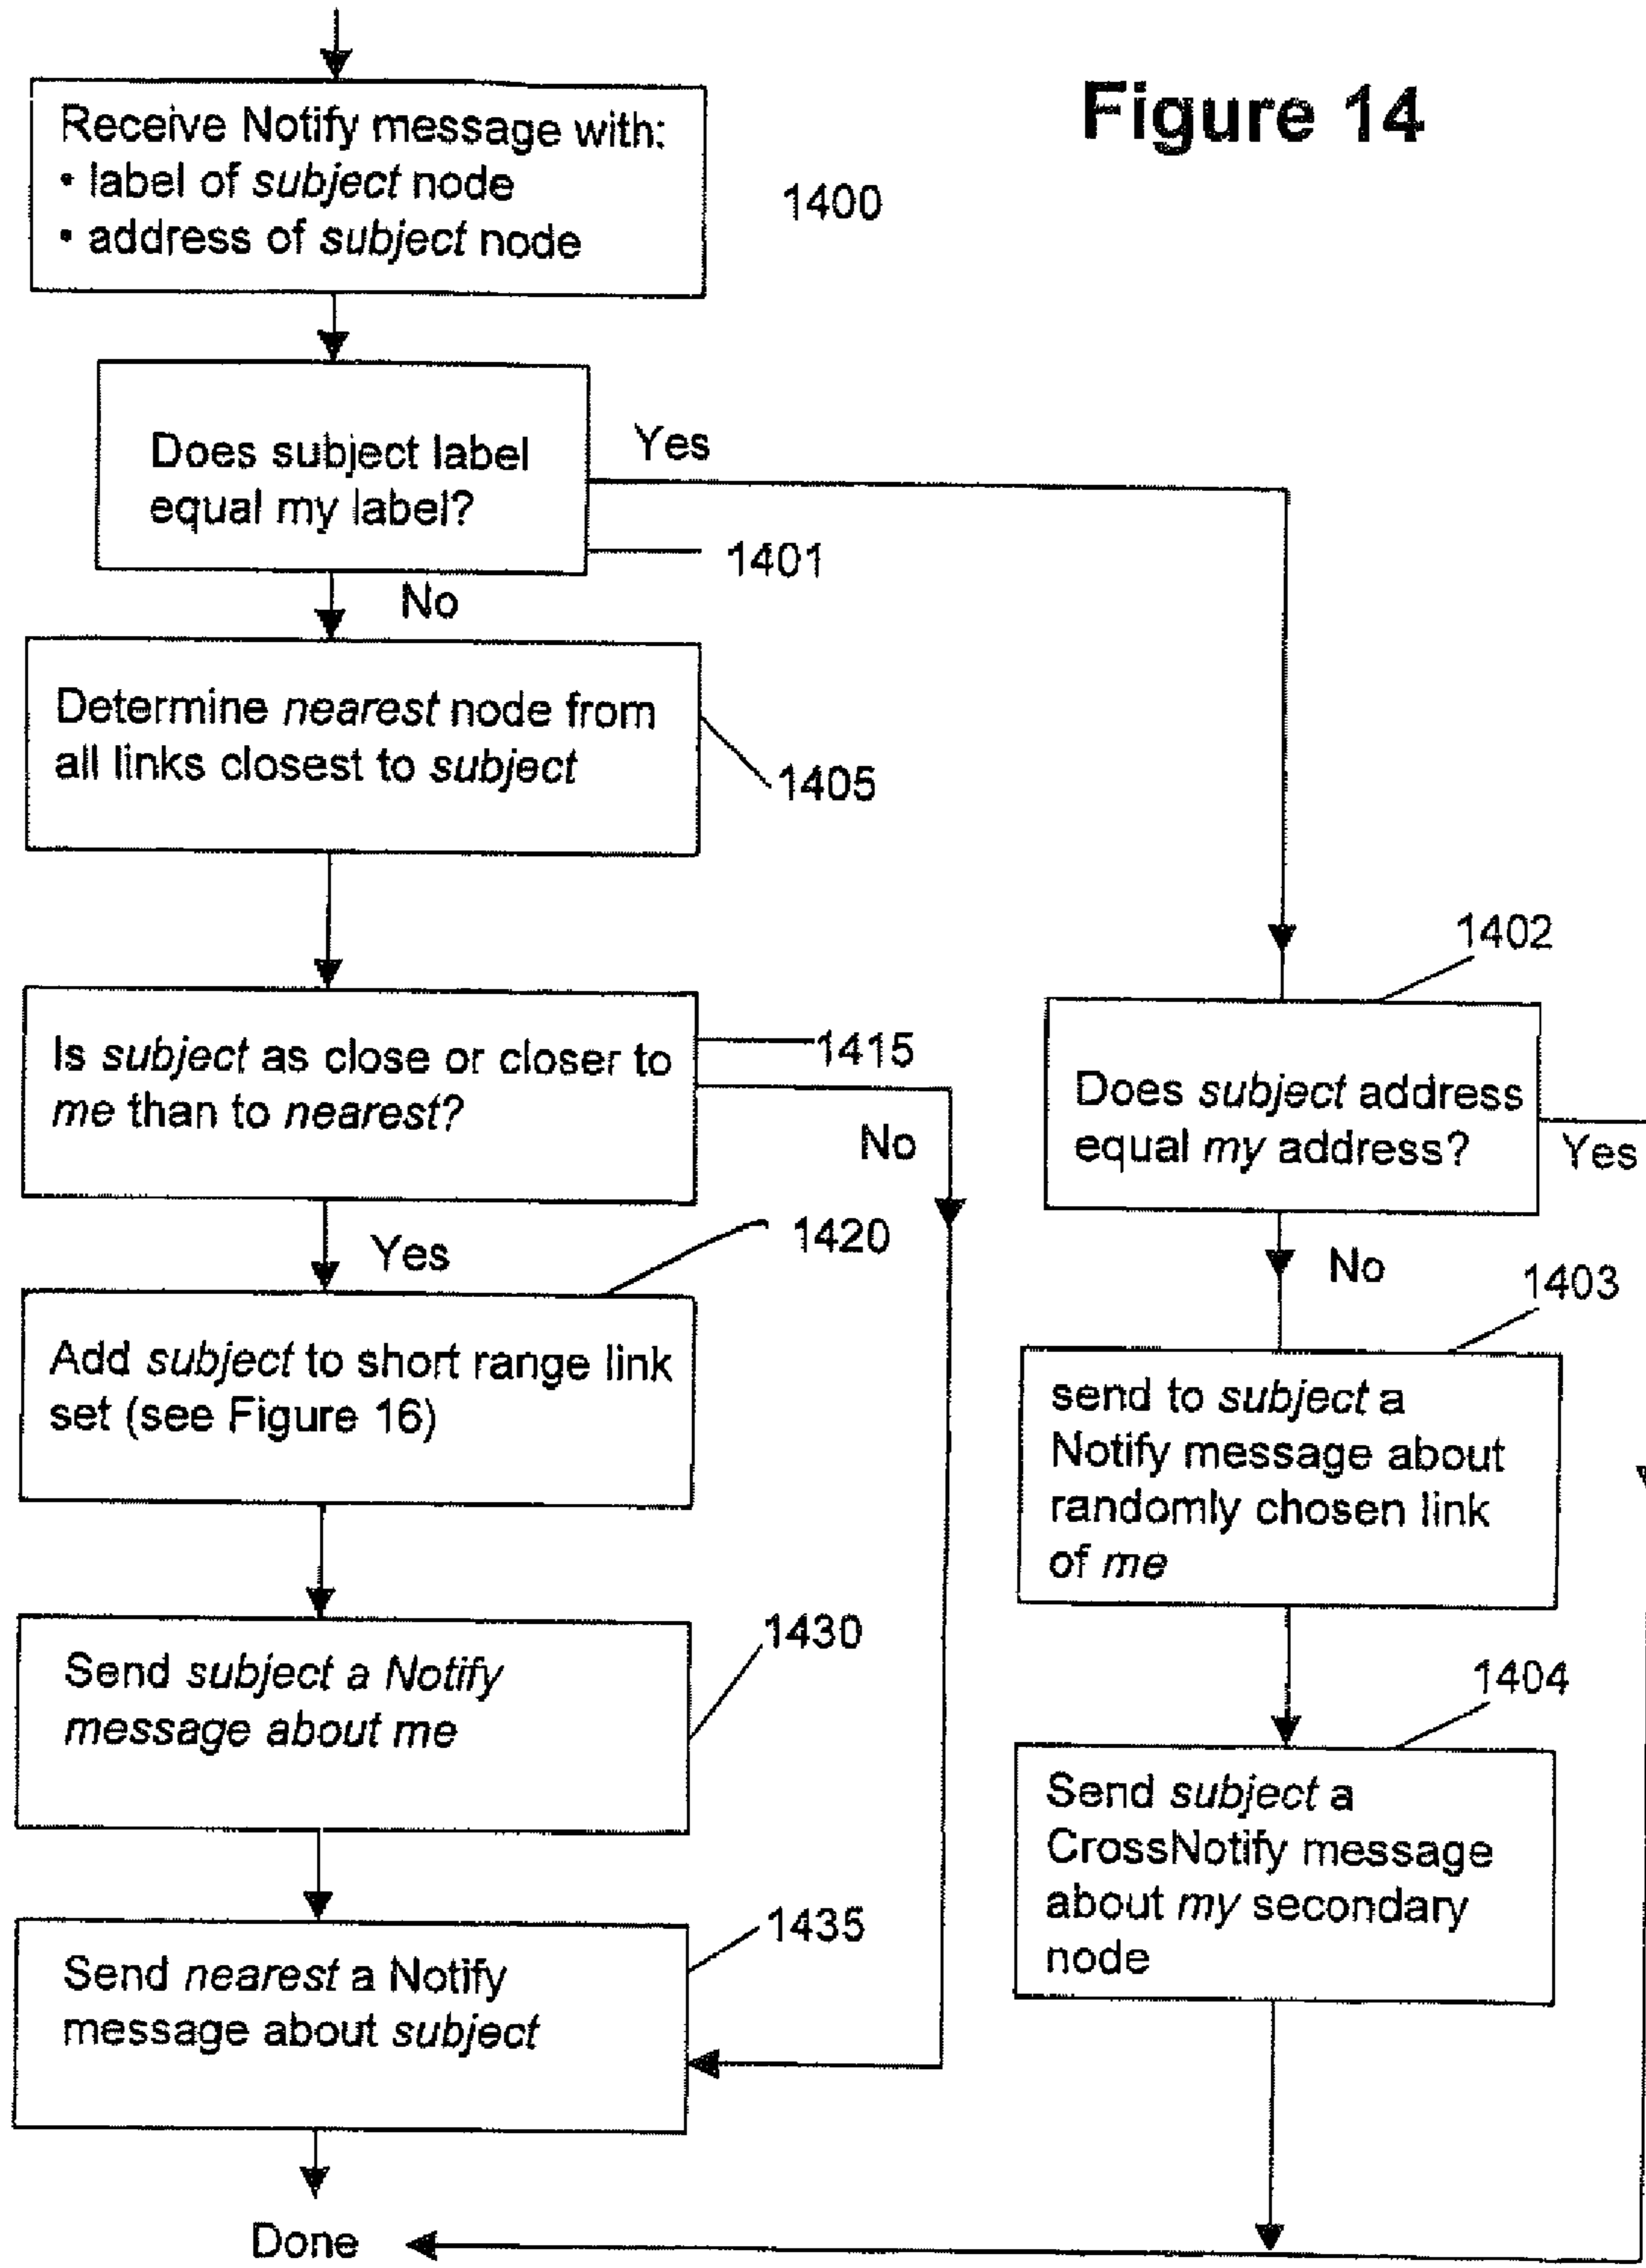 Figure 14
Receive Notify message with:
• label of subject node
• address of subject node
1400
Does subject label
equal my label?
Yes
1401
No
Determine nearest node from
all links closest to subject
1405
Is subject as close or closer to
me than to nearest?
1415
No
Yes
1420
Add subject to short range link
set (see Figure 16)
Send subject a Notify
message about me
1430
Send nearest a Notify
message about subject
1435
Done
1402
Does subject address
equal my address?
Yes
No
1403
send to subject a
Notify message about
randomly chosen link
of me
1404
Send subject a
CrossNotify message
about my secondary
node